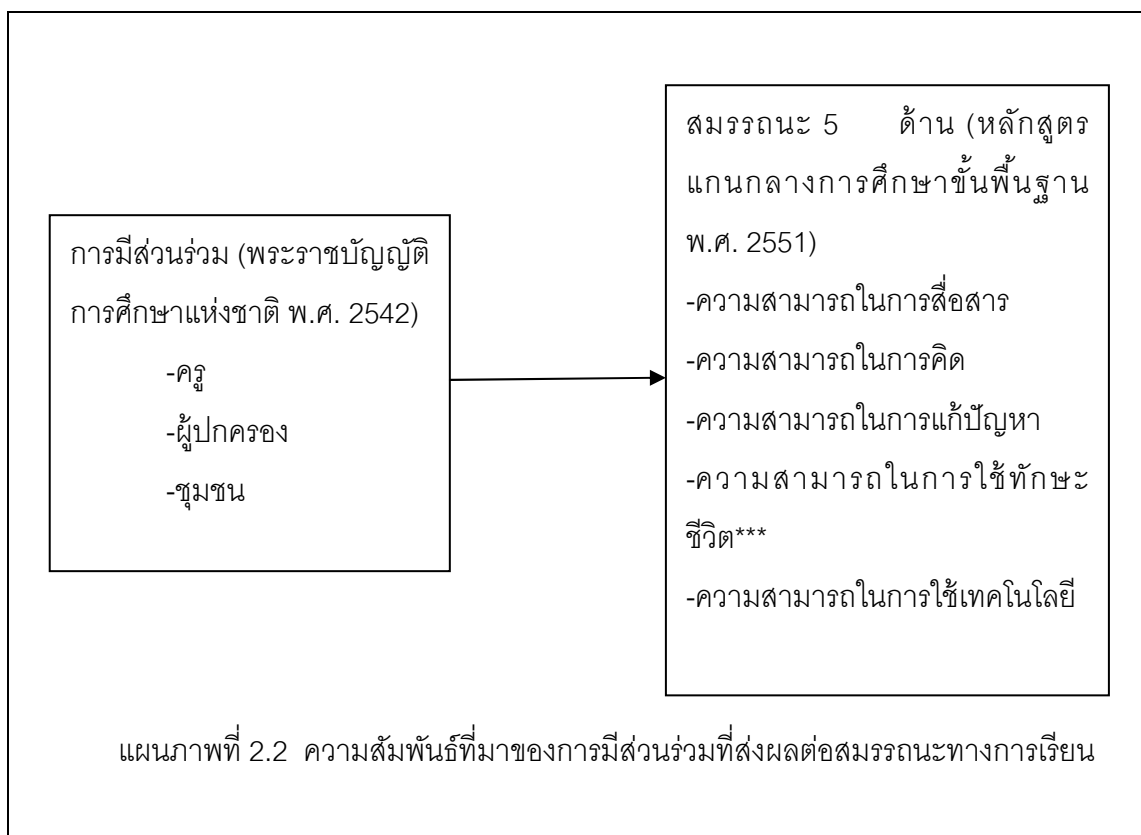 การมีส่วนร่วม (พระราชบัญญัติ
การศึกษาแห่งชาติ พ.ศ. 2542)
-ครู
-ผู้ปกครอง
-ชุมชน
สมรรถนะ 5 ด้าน (หลักสูตร
แกนกลางการศึกษาขั้นพื้นฐาน
พ.ศ. 2551)
-ความสามารถในการสื่อสาร
-ความสามารถในการคิด
-ความสามารถในการแก้ปัญหา
-ความสามารถในการใช้ทักษะ
ชีวิต***
-ความสามารถในการใช้เทคโนโลยี
แผนภาพที่ 2.2 ความสัมพันธ์ที่มาของการมีส่วนร่วมที่ส่งผลต่อสมรรถนะทางการเรียน